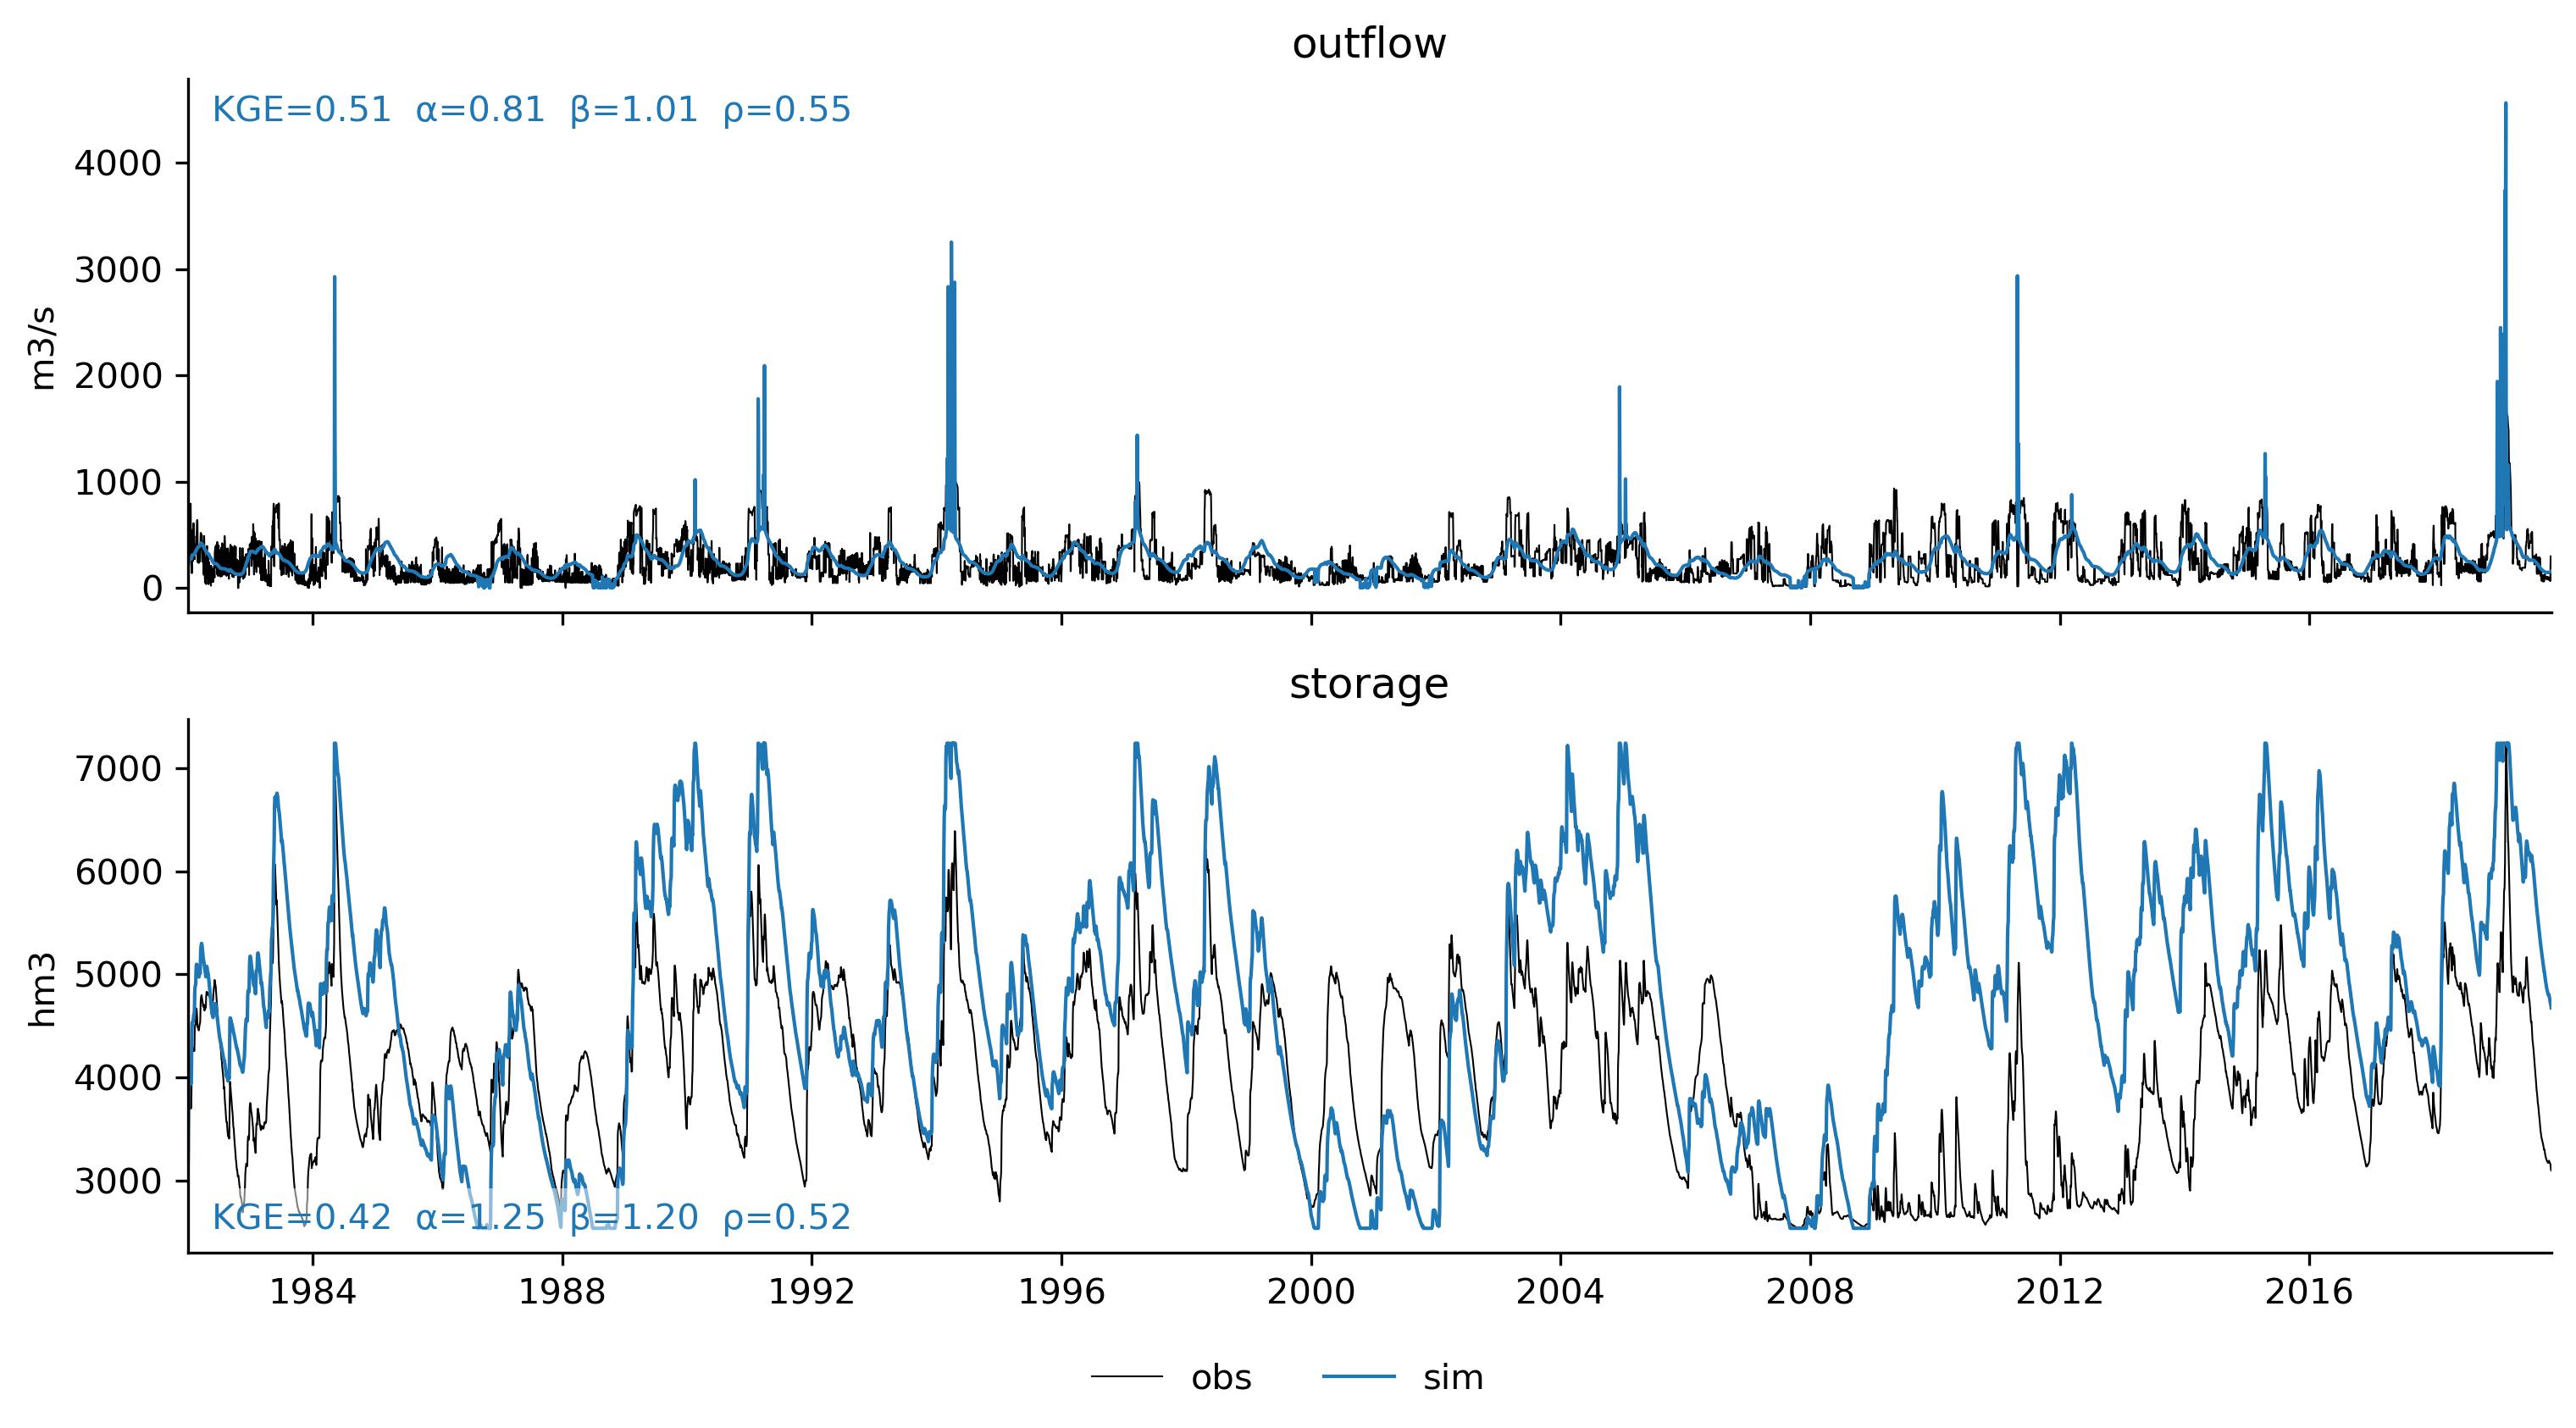 outflow
KGE=0.51 α=0.81 β=1.01 ρ=0.55
4000
3000
2000
1000
0
m3/s
storage
7000
6000
5000
4000
3000
hm3
KGE=0.42 α=1.25 β=1.20 ρ=0.52
1984 1988 1992 1996 2000 2004 2008 2012 2016
obs sim